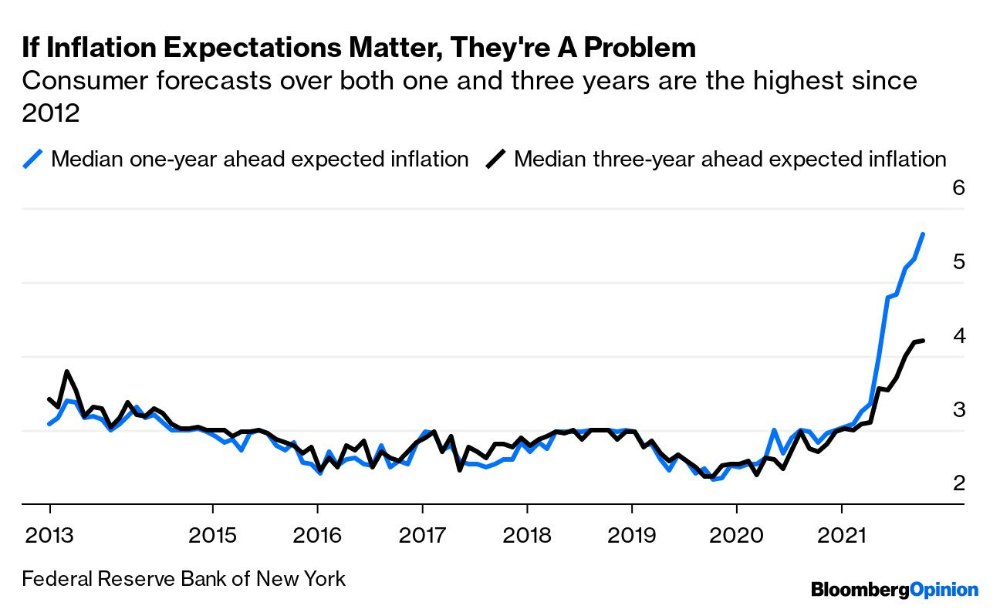 If Inflation Expectations Matter, They're A Problem
Consumer forecasts over both one and three years are the highest since
2012
Median one-year ahead expected inflation Median three-year ahead expected inflation
6
5
4
3
2
2013 2015 2016 2017 2018 2019 2020 2021
Federal Reserve Bank of New York
BloombergOpinion